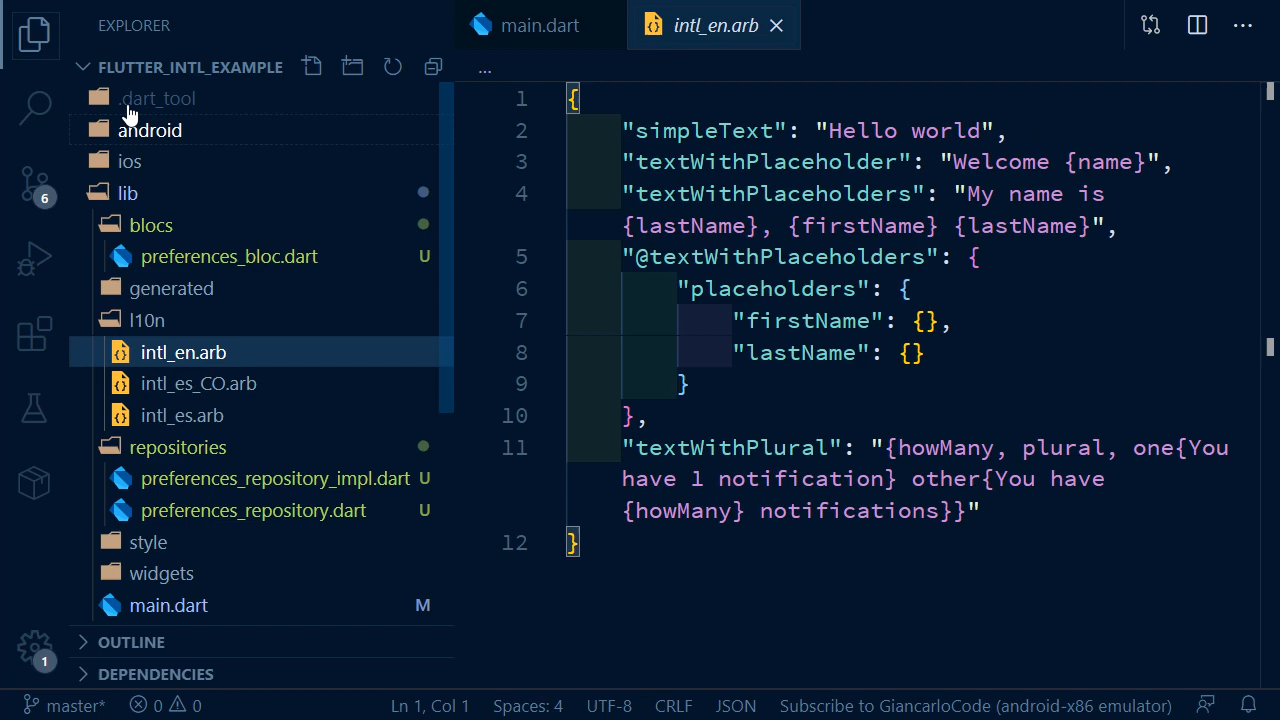 EXPLORER
main.dart
intl_en.arb
FLUTTER_INTL_EXAMPLE
...
.dart_tool
android
ios
lib
blocs
preferences_bloc.dart U
generated
l10n
intl_en.arb
intl_es_CO.arb
intl_es.arb
repositories
preferences_repository_impl.dart U
preferences_repository.dart U
style
widgets
main.dart M
OUTLINE
DEPENDENCIES
6
1
1 {
2 "simpleText": "Hello world",
3 "textWithPlaceholder": "Welcome {name}",
4 "textWithPlaceholders": "My name is
{lastName}, {firstName} {lastName}",
5 "@textWithPlaceholders": {
6 "placeholders": {
7 "firstName": {},
8 "lastName": {}
9 }
10 },
11 "textWithPlural": "{howMany, plural, one{You
have 1 notification} other{You have
{howMany} notifications}}"
12 }
master* 0 0 Ln 1, Col 1 Spaces: 4 UTF-8 CRLF JSON Subscribe to GiancarloCode (android-x86 emulator)